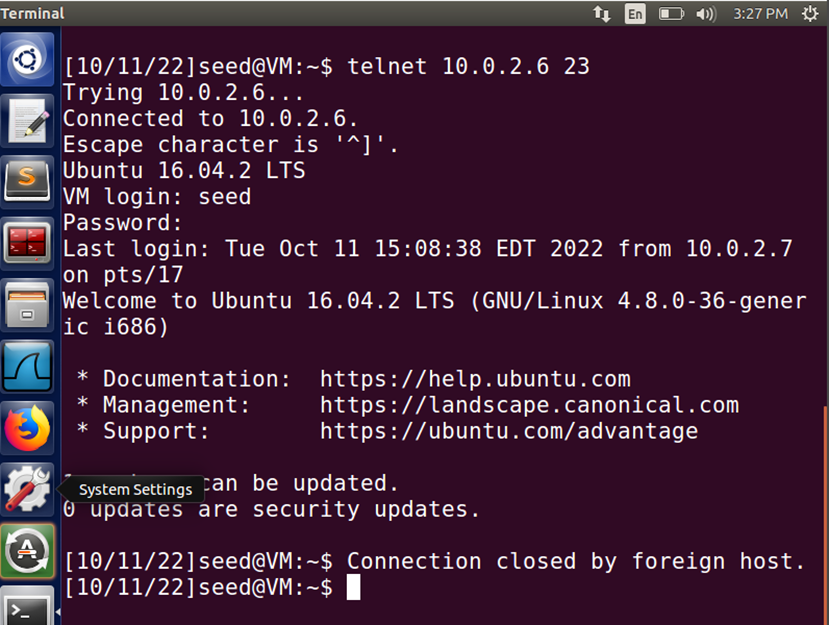 Terminal
En
3:27 PM
[10/11/22]seed@VM:~$ telnet 10.0.2.6 23
Trying 10.0.2.6...
Connected to 10.0.2.6.
Escape character is '^]'.
Ubuntu 16.04.2 LTS
VM login: seed
Password:
Last login: Tue Oct 11 15:08:38 EDT 2022 from 10.0.2.7
on pts/17
Welcome to Ubuntu 16.04.2 LTS (GNU/Linux 4.8.0-36-gener
ic i686)
* Documentation: https://help.ubuntu.com
* Management: https://landscape.canonical.com
* Support: https://ubuntu.com/advantage
can be updated.
System Settings
0 updates are security updates.
[10/11/22]seed@VM:~$ Connection closed by foreign host.
[10/11/22]seed@VM:~$